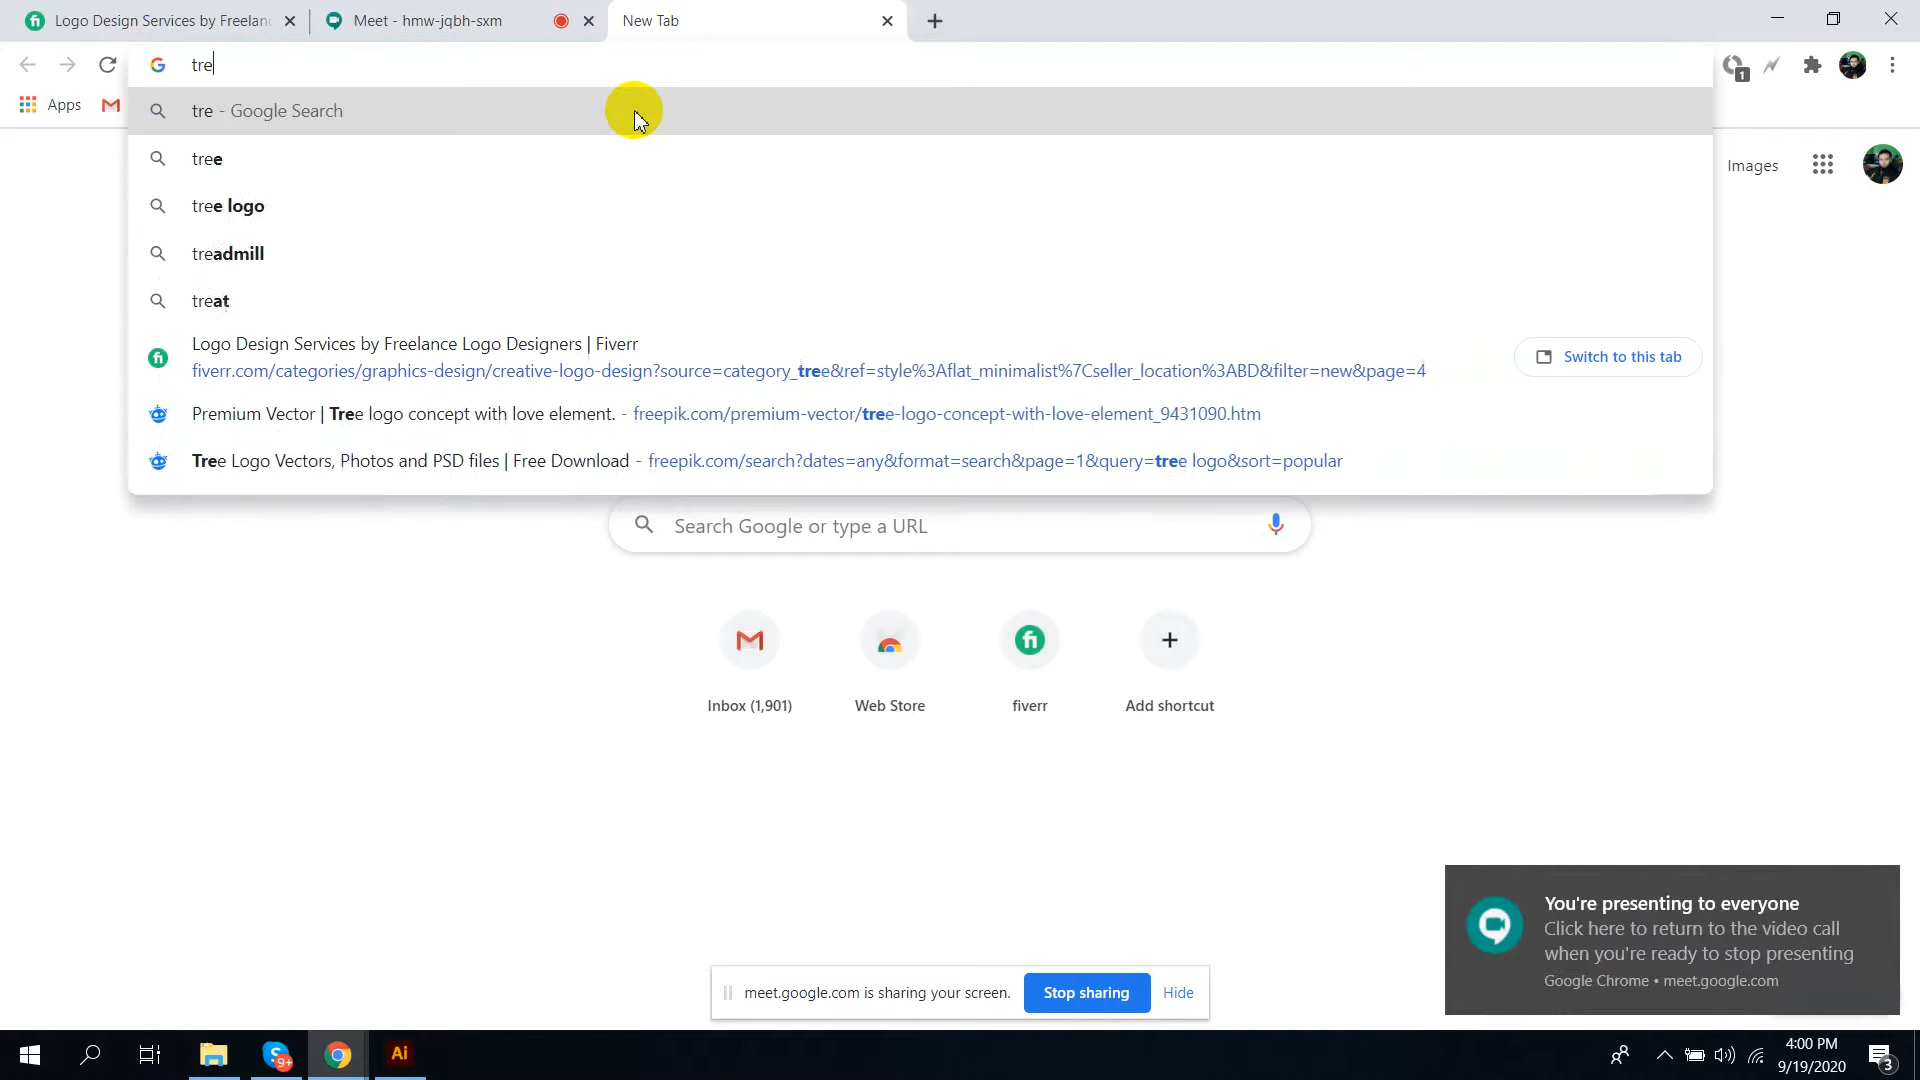 Logo Design Services by Freelan
Meet - hmw-jqbh-sxm
New Tab
tre
1
Apps
tre - Google Search
tree
Images
tree logo
treadmill
treat
Logo Design Services by Freelance Logo Designers | Fiverr
fiverr.com/categories/graphics-design/creative-logo-design?source=category_tree&ref=style%3Aflat_minimalist%7Cseller_location%3ABD&filter=new&page=4
Switch to this tab
Premium Vector | Tree logo concept with love element. - freepik.com/premium-vector/tree-logo-concept-with-love-element_9431090.htm
Tree Logo Vectors, Photos and PSD files | Free Download - freepik.com/search?dates=any&format=search&page=1&query=tree logo&sort=popular
Search Google or type a URL
fi
Inbox (1,901)
Web Store
fiverr
Add shortcut
You're presenting to everyone
Click here to return to the video call
when you're ready to stop presenting
Google Chrome • meet.google.com
meet.google.com is sharing your screen.
Stop sharing
Hide
S
9+
Ai
4:00 PM
9/19/2020
3